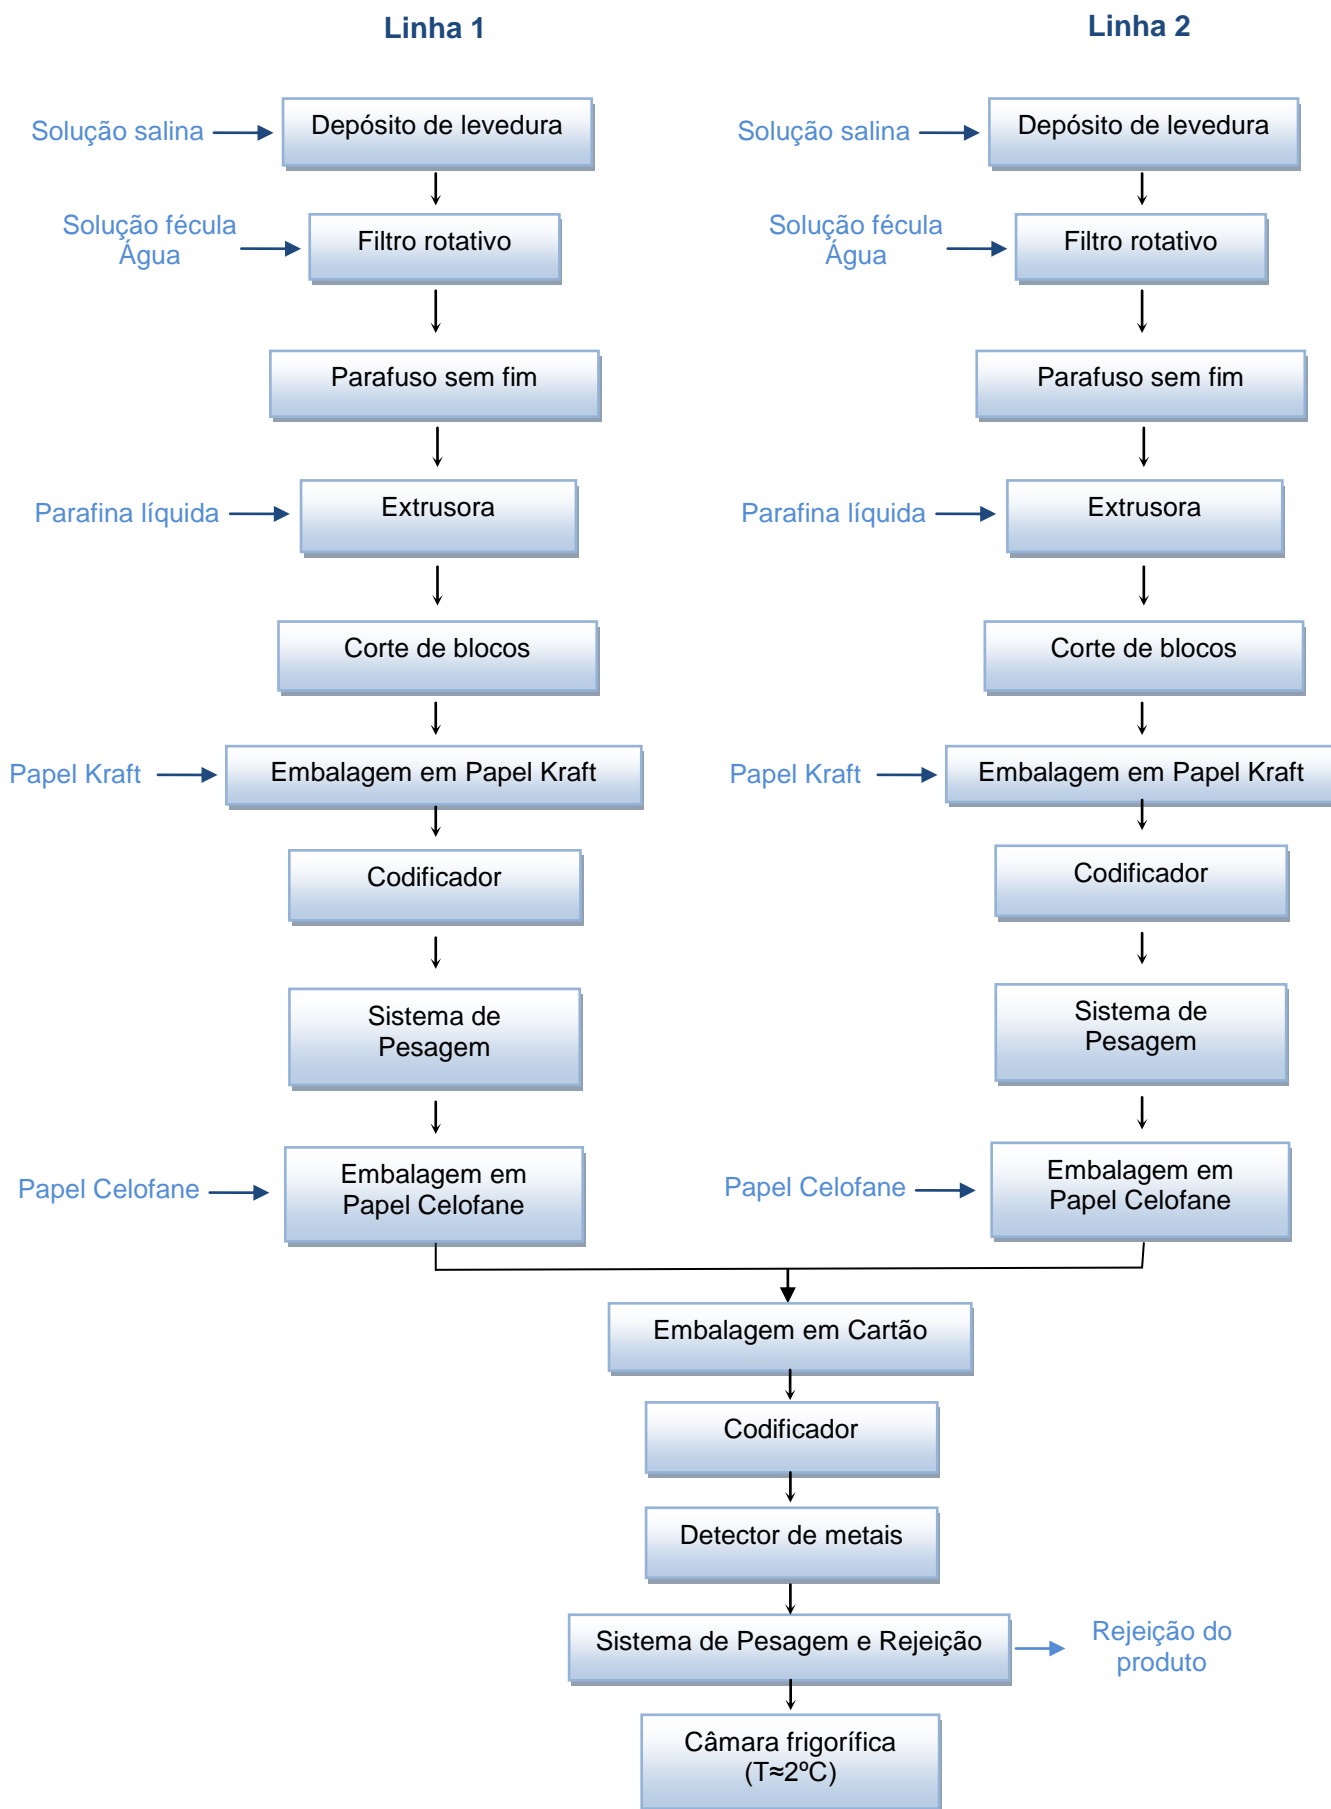 Linha 1
Linha 2
Solução salina
Depósito de levedura
Solução salina
Depósito de levedura
Solução fécula
Água
Filtro rotativo
Solução fécula
Água
Filtro rotativo
Parafuso sem fim
Parafuso sem fim
Parafina líquida
Extrusora
Parafina líquida
Extrusora
Corte de blocos
Corte de blocos
Papel Kraft
Embalagem em Papel Kraft
Papel Kraft
Embalagem em Papel Kraft
Codificador
Codificador
Sistema de
Pesagem
Sistema de
Pesagem
Papel Celofane
Embalagem em
Papel Celofane
Papel Celofane
Embalagem em
Papel Celofane
Embalagem em Cartão
Codificador
Detector de metais
Sistema de Pesagem e Rejeição
Rejeição do
produto
Câmara frigorífica
(T≈2ºC)